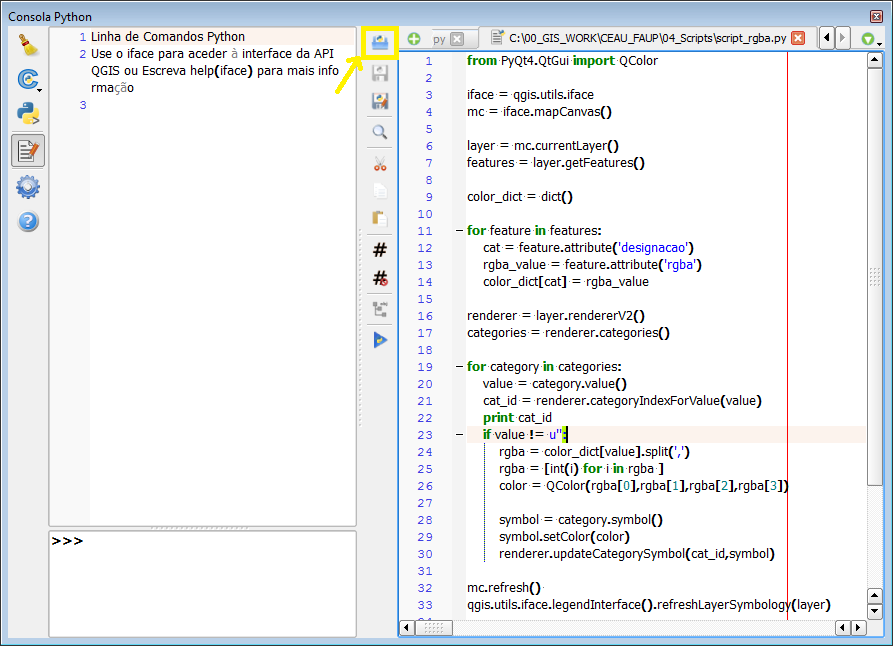 Consola Python
1 Linha de Comandos Python
2 Use o iface para aceder à interface da API
QGIS ou Escreva help(iface) para mais info
rmação
3
>>>
py
C:\00_GIS_WORK\CEAU_FAUP\04_Scripts\script_rgba.py
1 from PyQt4.QtGui import QColor
2
3 iface = qgis.utils.iface
4 mc = iface.mapCanvas()
5
6 layer = mc.currentLayer()
7 features = layer.getFeatures()
8
9 color_dict = dict()
10
11 for feature in features:
12 cat = feature.attribute('designacao')
13 rgba_value = feature.attribute('rgba')
14 color_dict[cat] = rgba_value
15
16 renderer = layer.rendererV2()
17 categories = renderer.categories()
18
19 for category in categories:
20 value = category.value()
21 cat_id = renderer.categoryIndexForValue(value)
22 print cat_id
23 if value != u'':
24 rgba = color_dict[value].split(',')
25 rgba = [int(i) for i in rgba ]
26 color = QColor(rgba[0],rgba[1],rgba[2],rgba[3])
27
28 symbol = category.symbol()
29 symbol.setColor(color)
30 renderer.updateCategorySymbol(cat_id,symbol)
31
32 mc.refresh()
33 qgis.utils.iface.legendInterface().refreshLayerSymbology(layer)